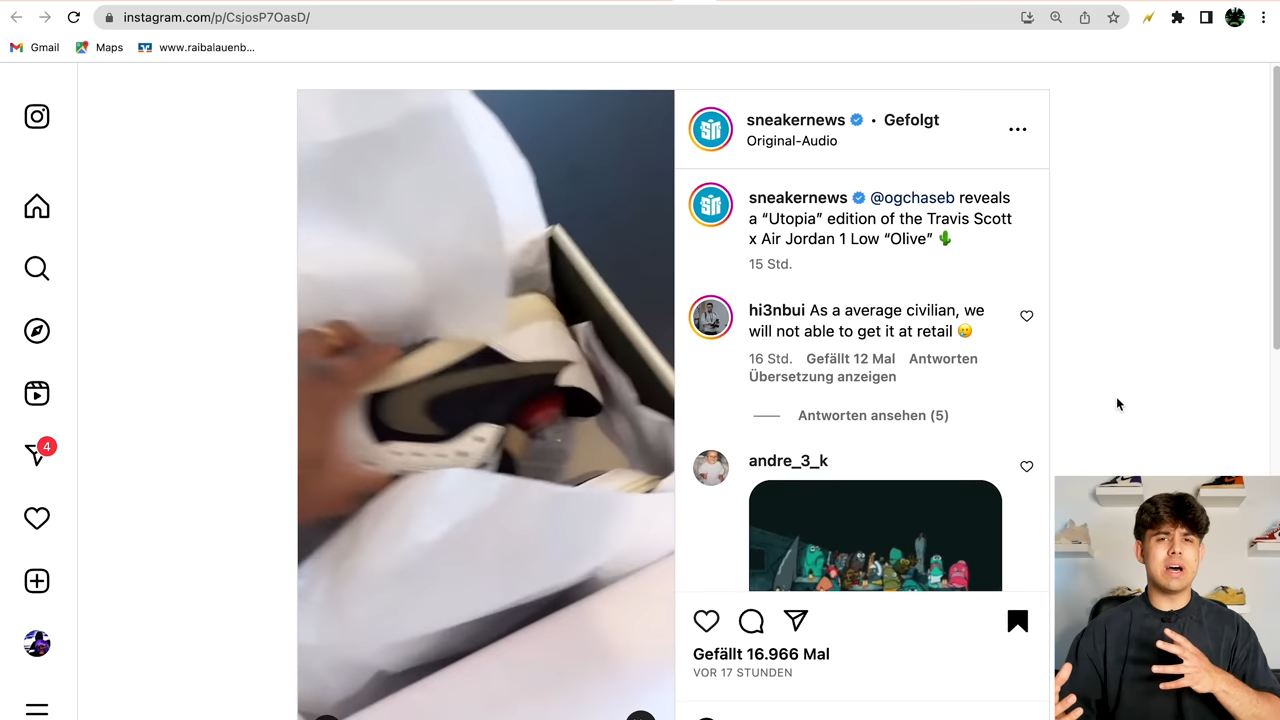 instagram.com/p/CsjosP7OasD/
Gmail
Maps
www.raibalauenb...
sneakernews • Gefolgt
Original-Audio
sneakernews @ogchaseb reveals
a “Utopia” edition of the Travis Scott
x Air Jordan 1 Low “Olive” 🌵
15 Std.
hi3nbui As a average civilian, we
will not able to get it at retail 🥲
16 Std. Gefällt 12 Mal Antworten
Übersetzung anzeigen
Antworten ansehen (5)
4
andre_3_k
Gefällt 16.966 Mal
VOR 17 STUNDEN